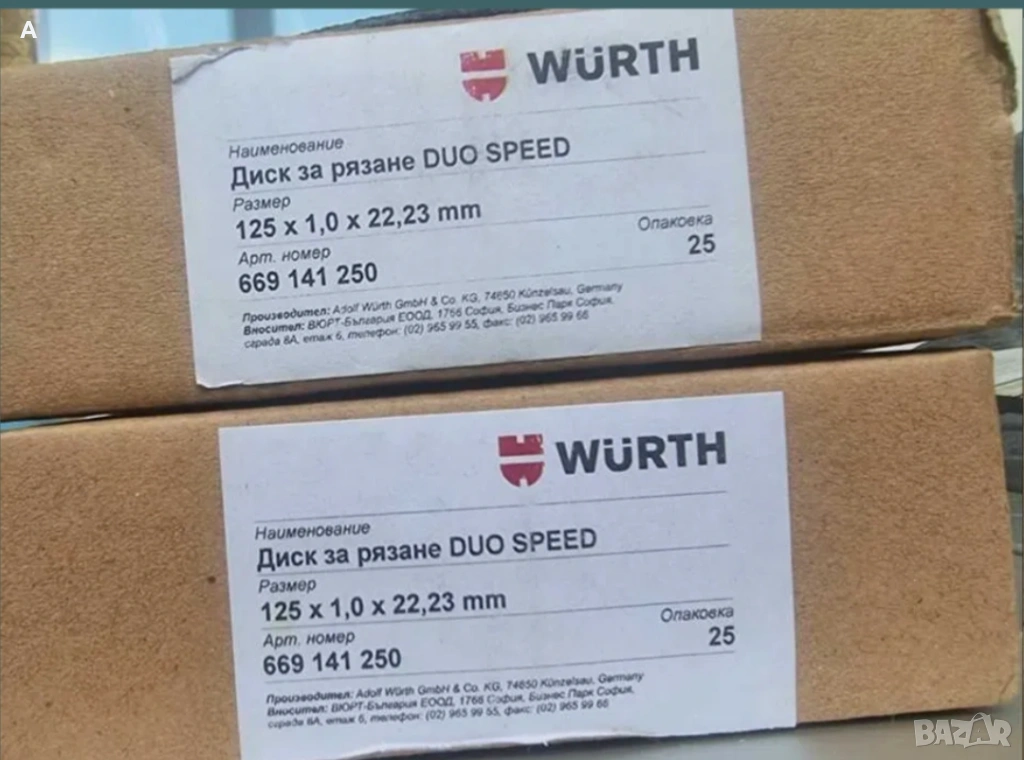 A
WÜRTH
Наименование
Диск за рязане DUO SPEED
Размер
125 x 1,0 x 22,23 mm
Арт. номер
Опаковка
669 141 250
25
Производител: Adolf Würth GmbH & Co. KG, 74650 Künzelsau, Germany
Вносител: ВЮРТ-България ЕООД, 1766 София, Бизнес Парк София,
сграда 8А, етаж 6, телефон: (02) 965 99 55, факс: (02) 965 99 66
WÜRTH
Наименование
Диск за рязане DUO SPEED
Размер
125 x 1,0 x 22,23 mm
Арт. номер
Опаковка
669 141 250
25
Производител: Adolf Würth GmbH & Co. KG, 74650 Künzelsau, Germany
Вносител: ВЮРТ-България ЕООД, 1766 София, Бизнес Парк София,
сграда 8А, етаж 6, телефон: (02) 965 99 55, факс: (02) 965 99 66
BAZAR